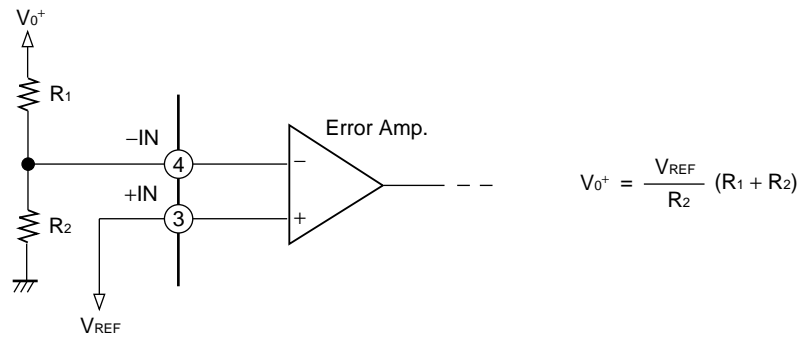 V0+
R1
Error Amp.
−IN
4
−
+IN
3
+
R2
VREF
V0+ = VREF / R2 (R1 + R2)